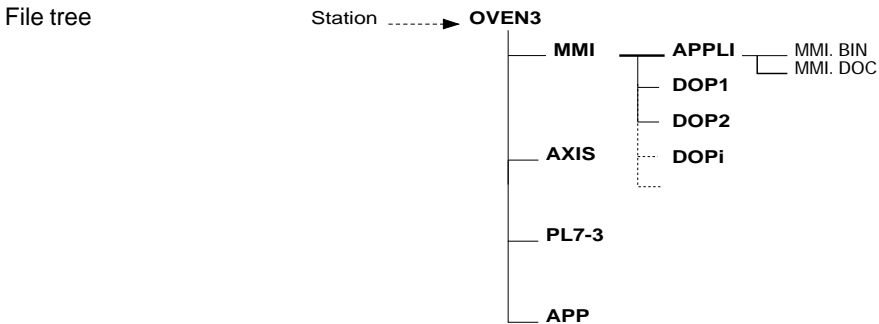 File tree
Station OVEN3
MMI APPLI MMI. BIN
MMI. DOC
DOP1
DOP2
AXIS DOPi
PL7-3
APP